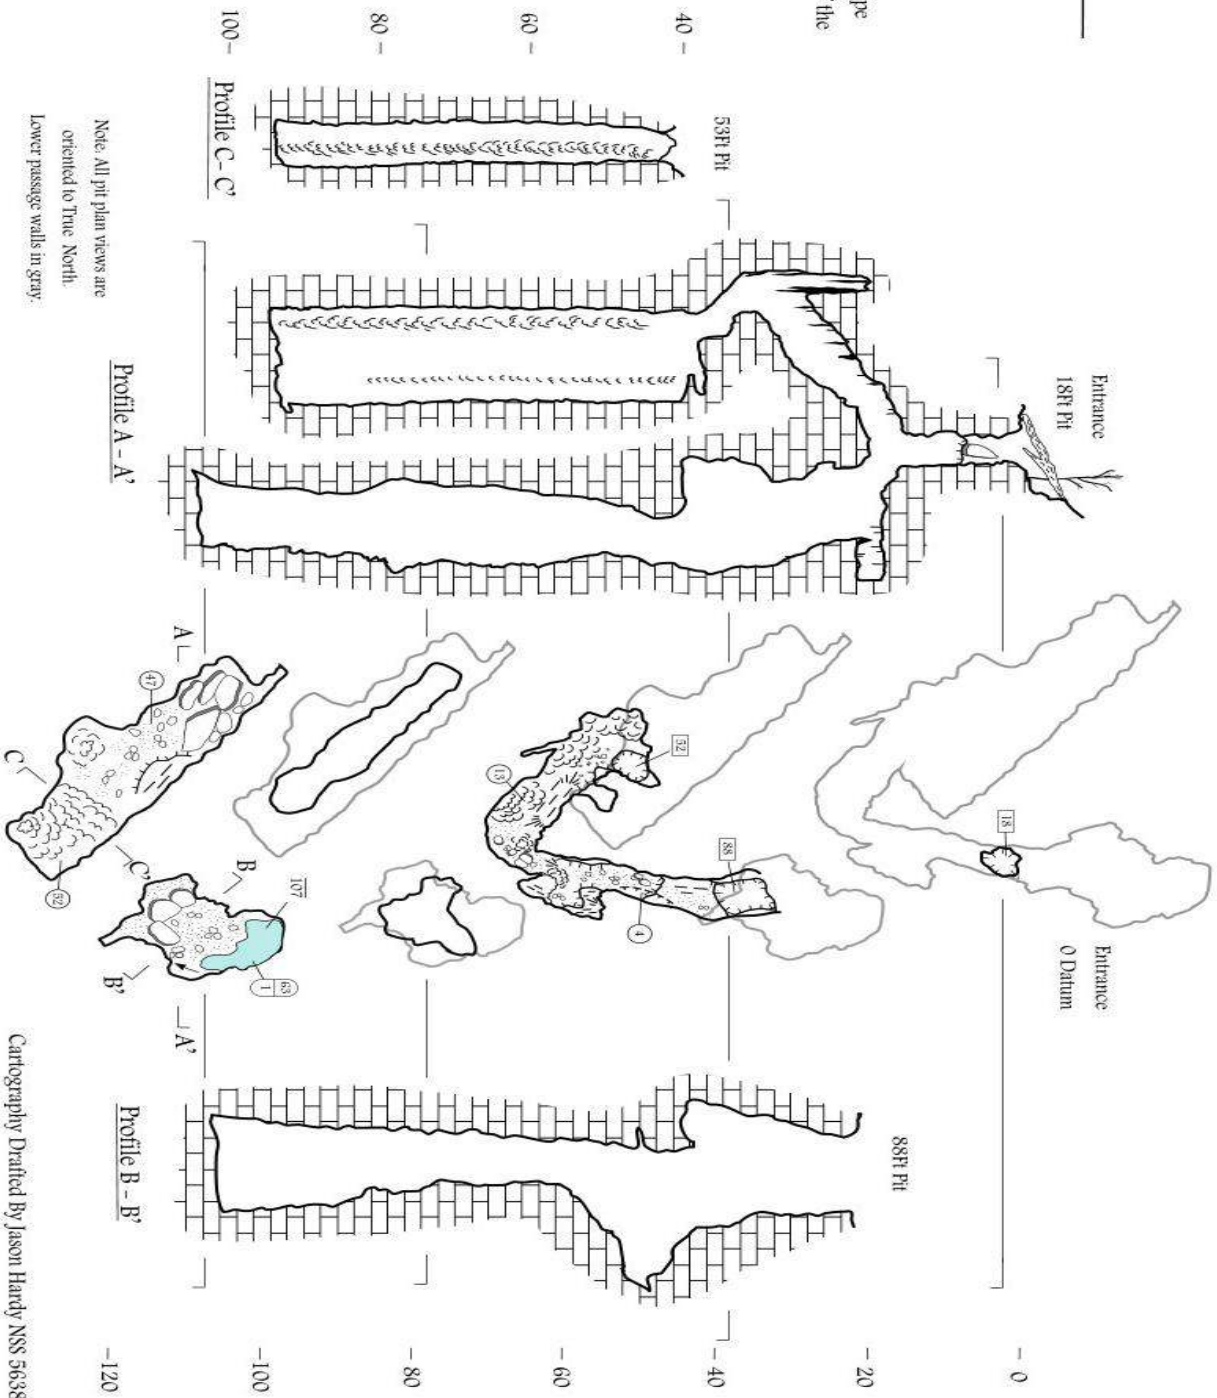 pe
the
Entrance
18Ft Pit
Entrance
0 Datum
53Ft Pit
88Ft Pit
40 -
60 -
80 -
100 -
- 0
- 20
- 40
- 60
- 80
- 100
- 120
18
52
13
88
4
A
A'
B
B'
C
C'
47
52
107
63
1
Profile C - C'
Profile A - A'
Profile B - B'
Note. All pit plan views are
oriented to True North.
Lower passage walls in gray.
Cartography Drafted By Jason Hardy NSS 5638